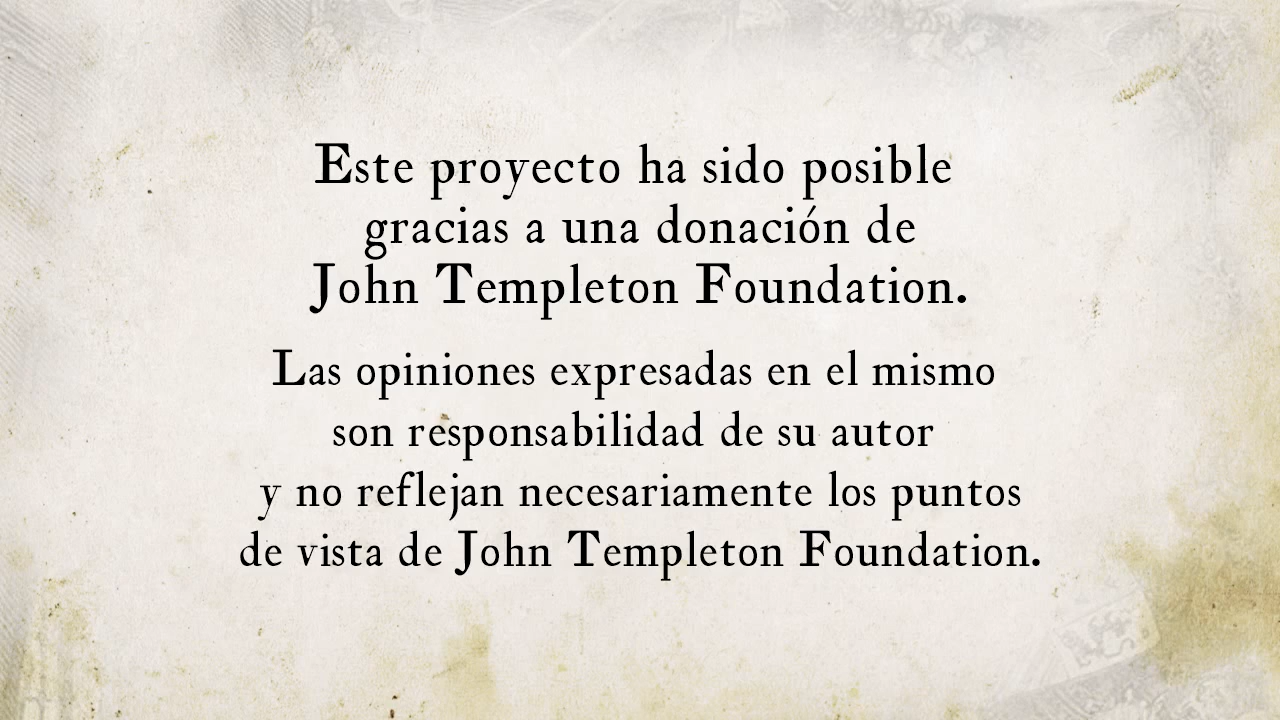 Este proyecto ha sido posible
gracias a una donación de
John Templeton Foundation.
Las opiniones expresadas en el mismo
son responsabilidad de su autor
y no reflejan necesariamente los puntos
de vista de John Templeton Foundation.